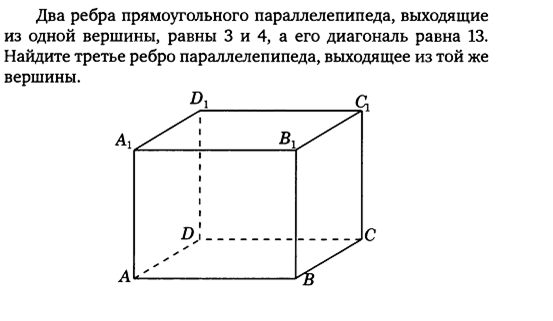 Два ребра прямоугольного параллелепипеда, выходящие
из одной вершины, равны 3 и 4, а его диагональ равна 13.
Найдите третье ребро параллелепипеда, выходящее из той же
вершины.
D₁ C₁
A₁ B₁
D C
A B